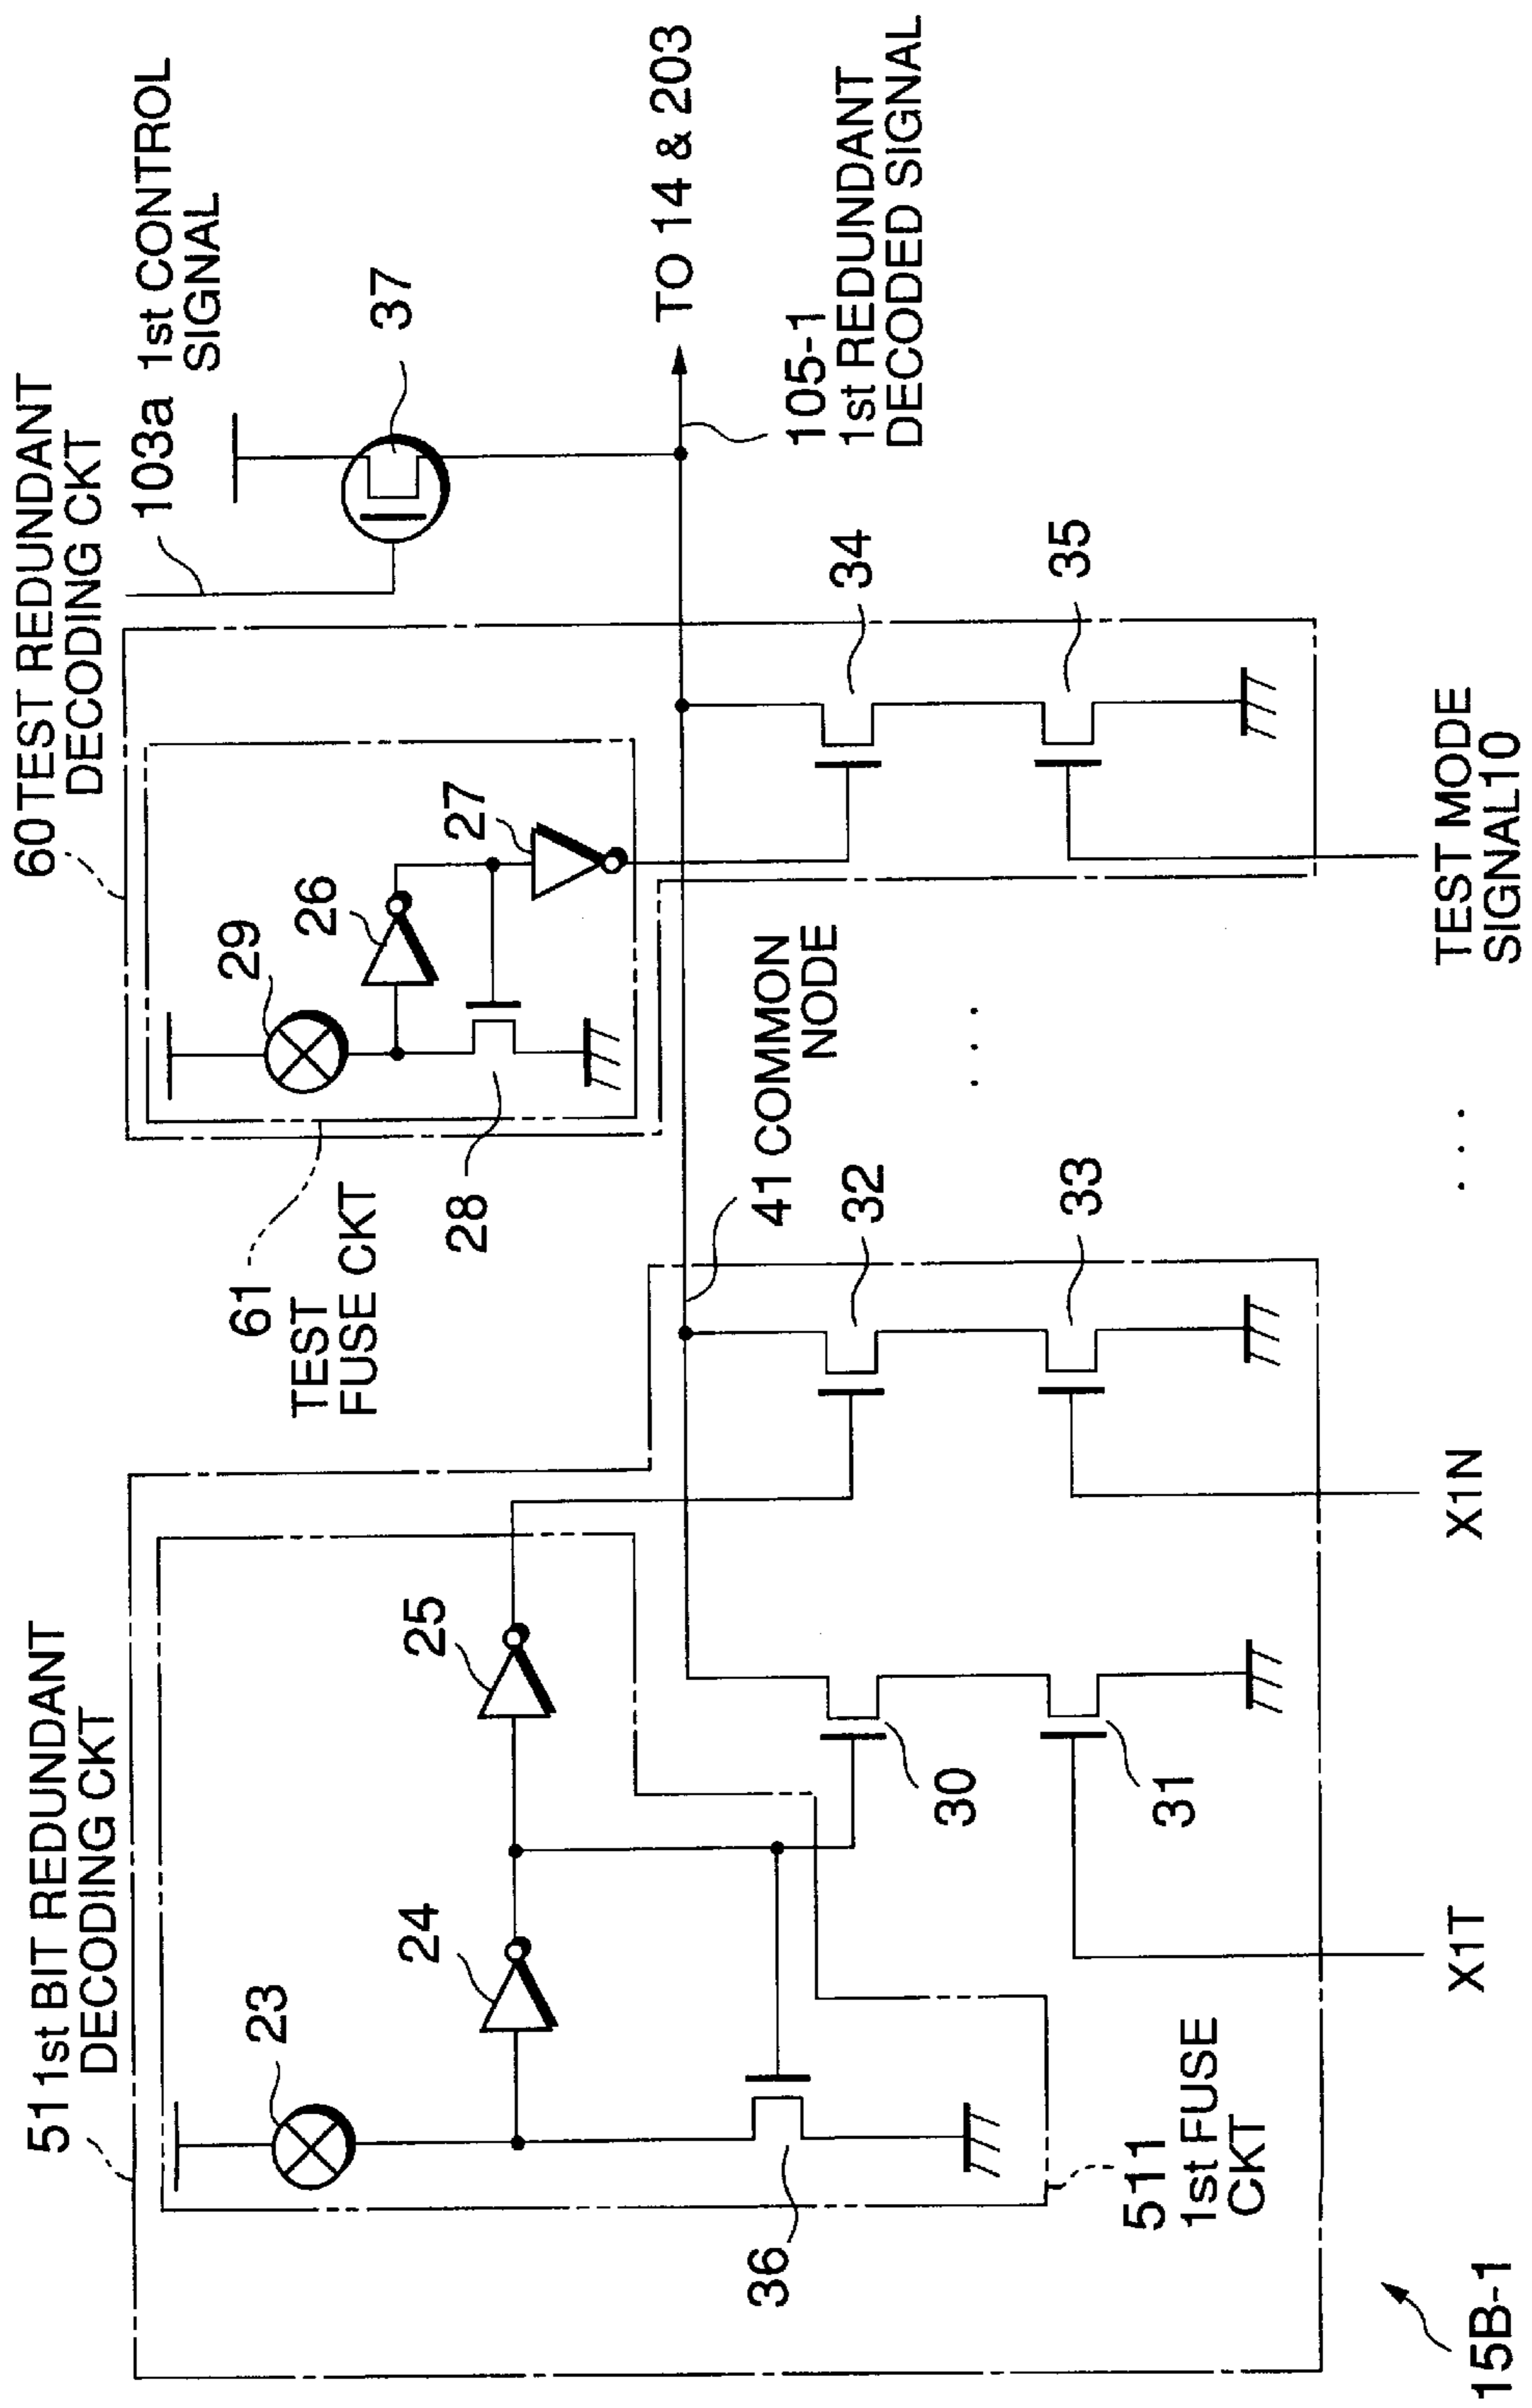 51 1st BIT REDUNDANT
DECODING CKT
60 TEST REDUNDANT
DECODING CKT
103a 1st CONTROL
SIGNAL
23
24
25
61
TEST
FUSE CKT
29
26
27
28
37
TO 14 & 203
105-1
1st REDUNDANT
DECODED SIGNAL
41 COMMON
NODE
36
30
31
32
33
34
35
511
1st FUSE
CKT
. . .
. . .
X1T
X1N
TEST MODE
SIGNAL10
15B-1